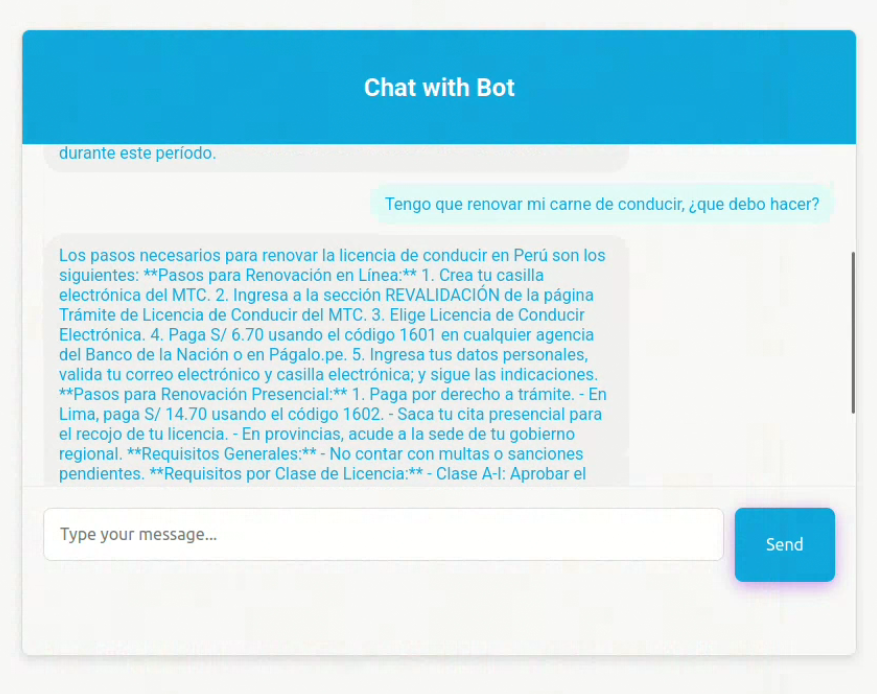 Chat with Bot
durante este período.
Tengo que renovar mi carne de conducir, ¿que debo hacer?
Los pasos necesarios para renovar la licencia de conducir en Perú son los
siguientes: **Pasos para Renovación en Línea:** 1. Crea tu casilla
electrónica del MTC. 2. Ingresa a la sección REVALIDACIÓN de la página
Trámite de Licencia de Conducir del MTC. 3. Elige Licencia de Conducir
Electrónica. 4. Paga S/ 6.70 usando el código 1601 en cualquier agencia
del Banco de la Nación o en Págalo.pe. 5. Ingresa tus datos personales,
valida tu correo electrónico y casilla electrónica; y sigue las indicaciones.
**Pasos para Renovación Presencial:** 1. Paga por derecho a trámite. - En
Lima, paga S/ 14.70 usando el código 1602. - Saca tu cita presencial para
el recojo de tu licencia. - En provincias, acude a la sede de tu gobierno
regional. **Requisitos Generales:** - No contar con multas o sanciones
pendientes. **Requisitos por Clase de Licencia:** - Clase A-I: Aprobar el
Type your message...
Send